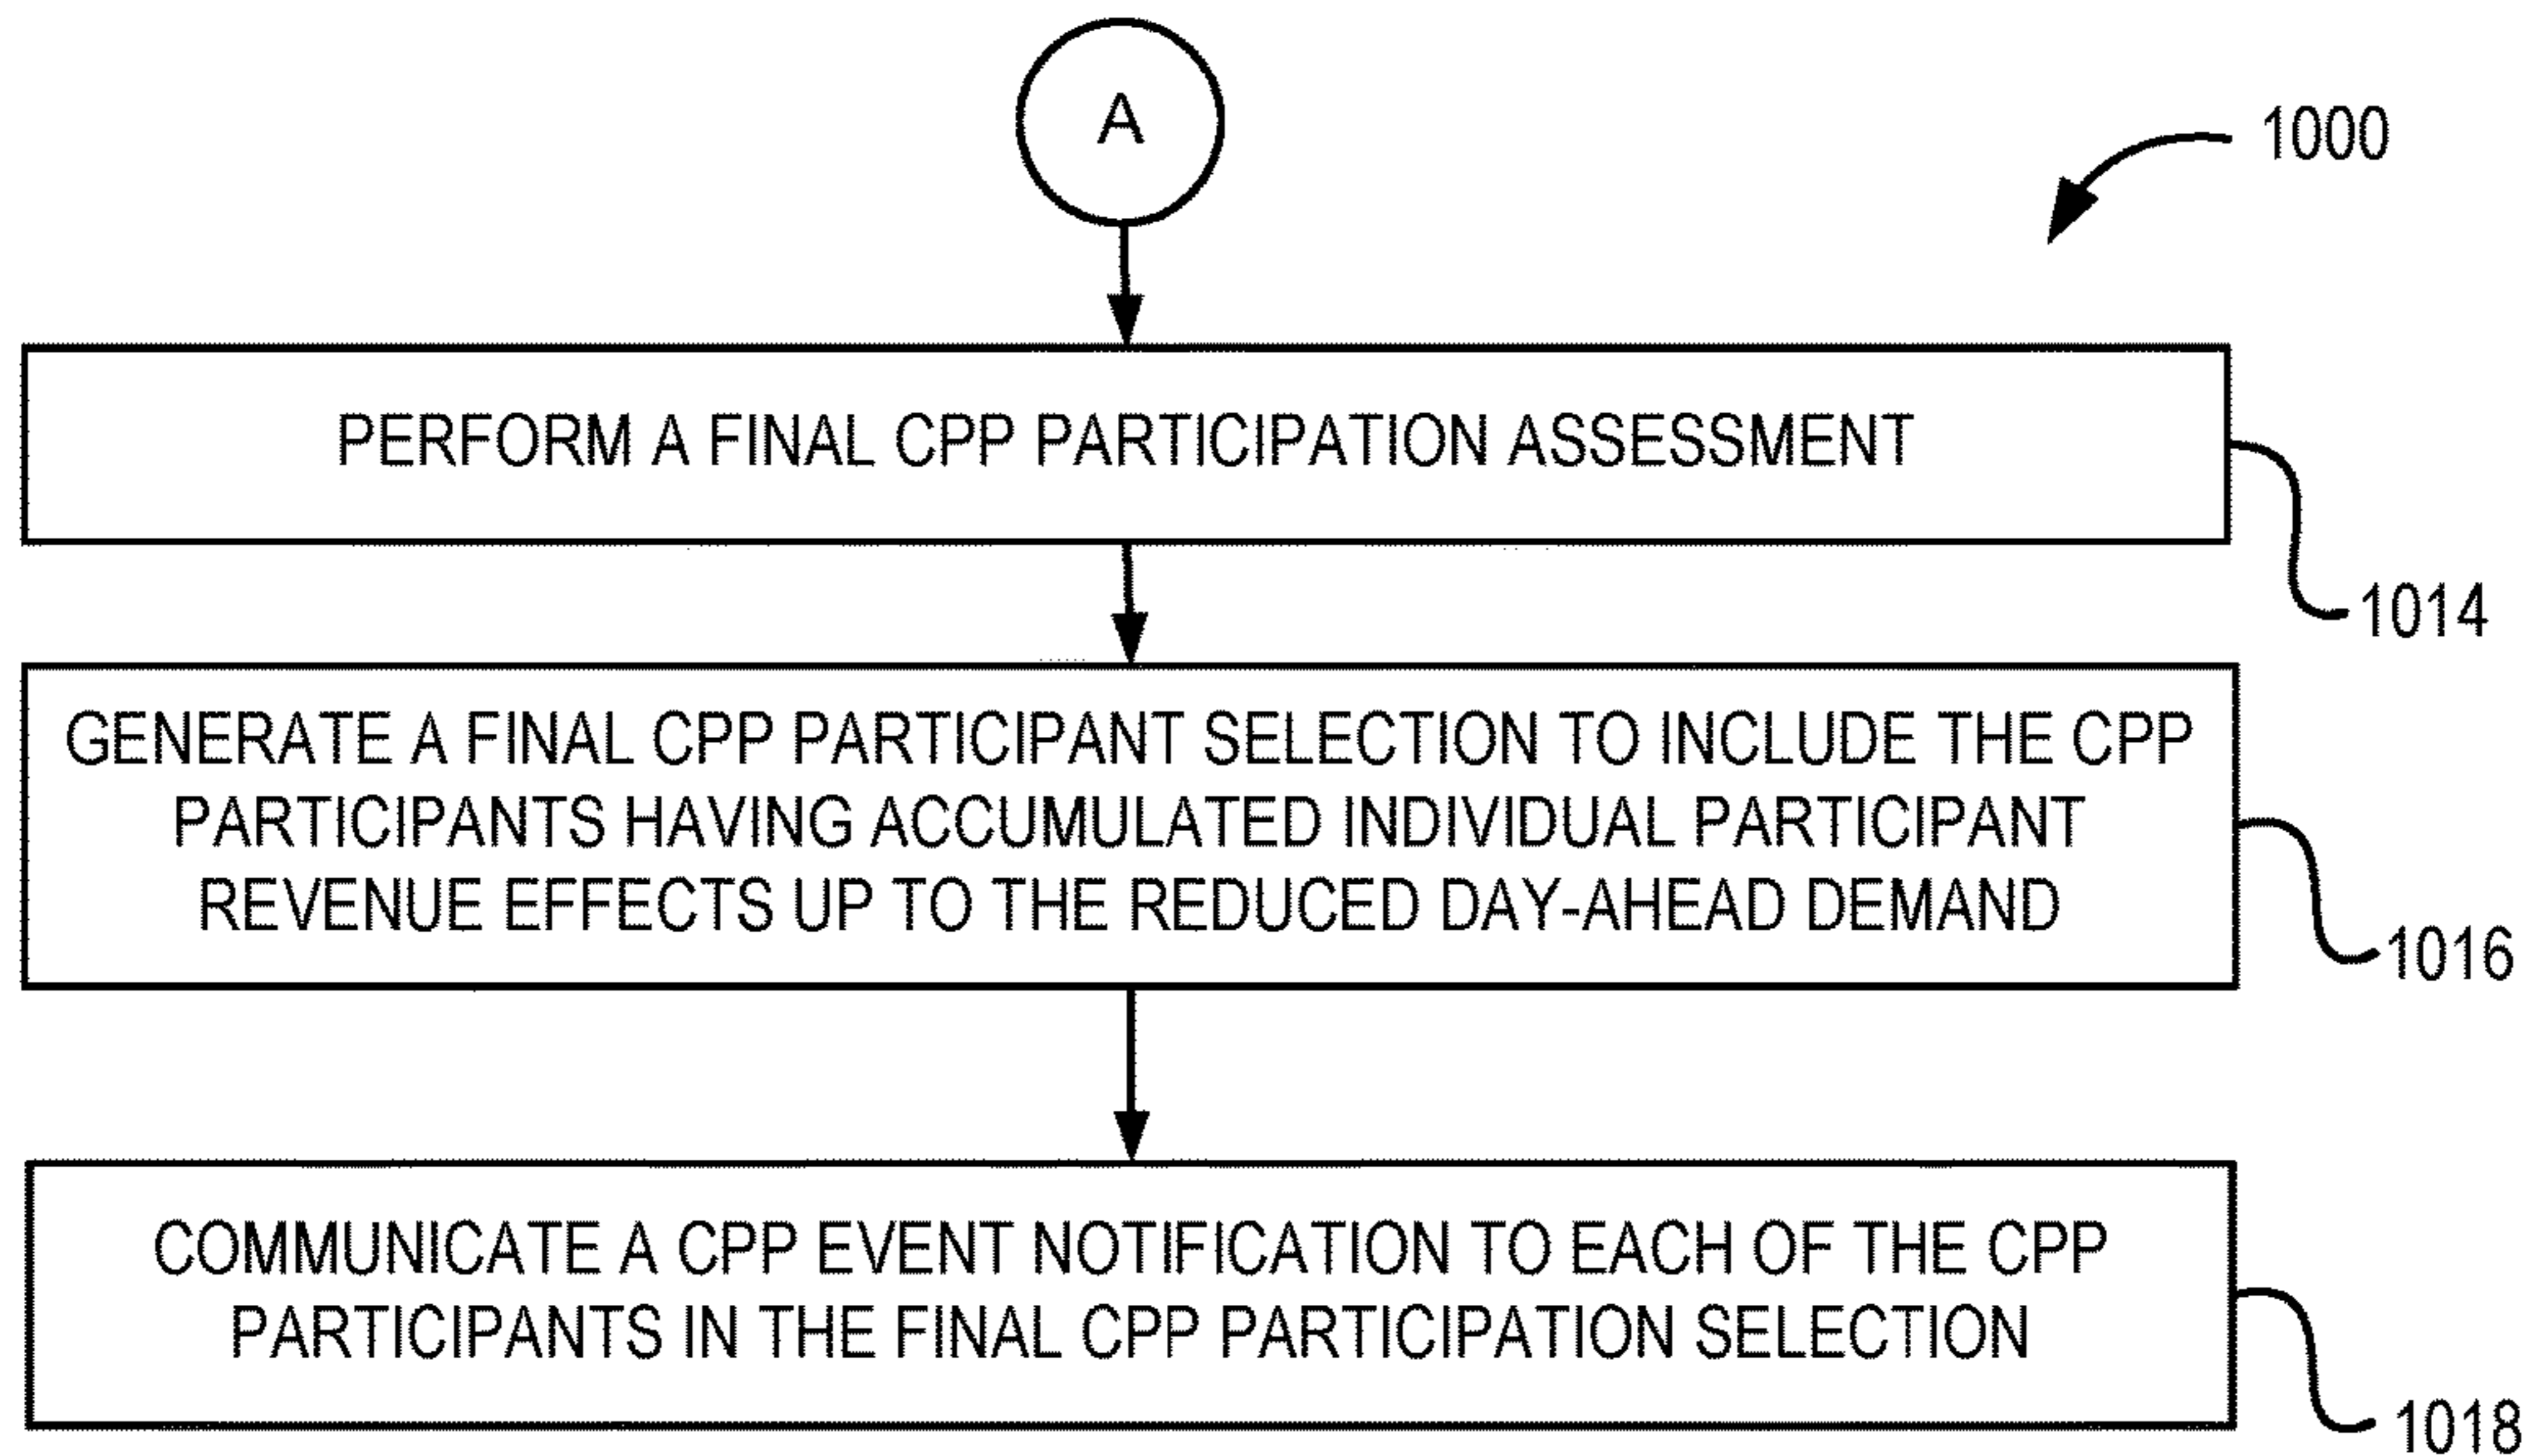 A
1000
PERFORM A FINAL CPP PARTICIPATION ASSESSMENT
1014
GENERATE A FINAL CPP PARTICIPANT SELECTION TO INCLUDE THE CPP
PARTICIPANTS HAVING ACCUMULATED INDIVIDUAL PARTICIPANT
REVENUE EFFECTS UP TO THE REDUCED DAY-AHEAD DEMAND
1016
COMMUNICATE A CPP EVENT NOTIFICATION TO EACH OF THE CPP
PARTICIPANTS IN THE FINAL CPP PARTICIPATION SELECTION
1018